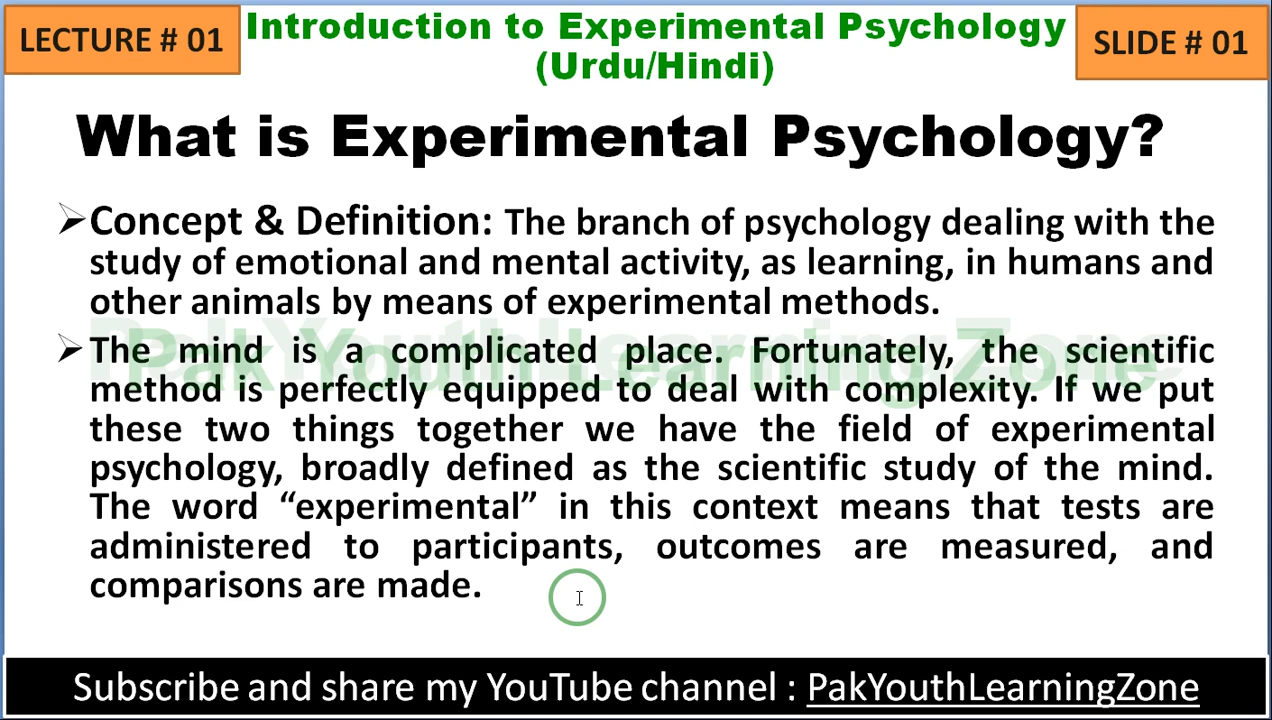 LECTURE # 01
Introduction to Experimental Psychology
(Urdu/Hindi)
SLIDE # 01
What is Experimental Psychology?
➢Concept & Definition: The branch of psychology dealing with the
study of emotional and mental activity, as learning, in humans and
other animals by means of experimental methods.
➢The mind is a complicated place. Fortunately, the scientific
method is perfectly equipped to deal with complexity. If we put
these two things together we have the field of experimental
psychology, broadly defined as the scientific study of the mind.
The word “experimental” in this context means that tests are
administered to participants, outcomes are measured, and
comparisons are made.
Pak Youth Learning Zone
Subscribe and share my YouTube channel : PakYouthLearningZone